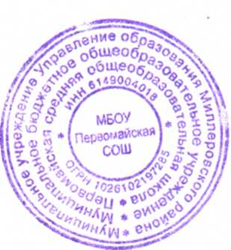 Муниципальное учреждение Управление образования Миллеровского района
Муниципальное бюджетное общеобразовательное учреждение
Первомайская средняя общеобразовательная школа
ИНН 6149004018
ОГРН 1026102197285
МБОУ
Первомайская
СОШ